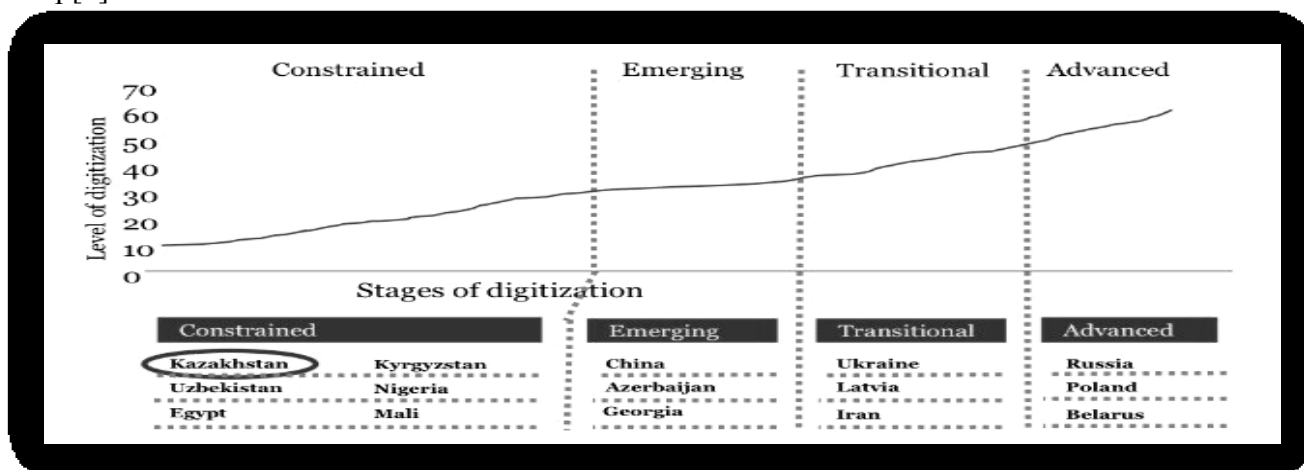 Constrained Emerging Transitional Advanced
70
60
50
40
30
20
10
0
Level of digitization
Stages of digitization
Constrained Emerging Transitional Advanced
Kazakhstan Kyrgyzstan China Ukraine Russia
Uzbekistan Nigeria Azerbaijan Latvia Poland
Egypt Mali Georgia Iran Belarus